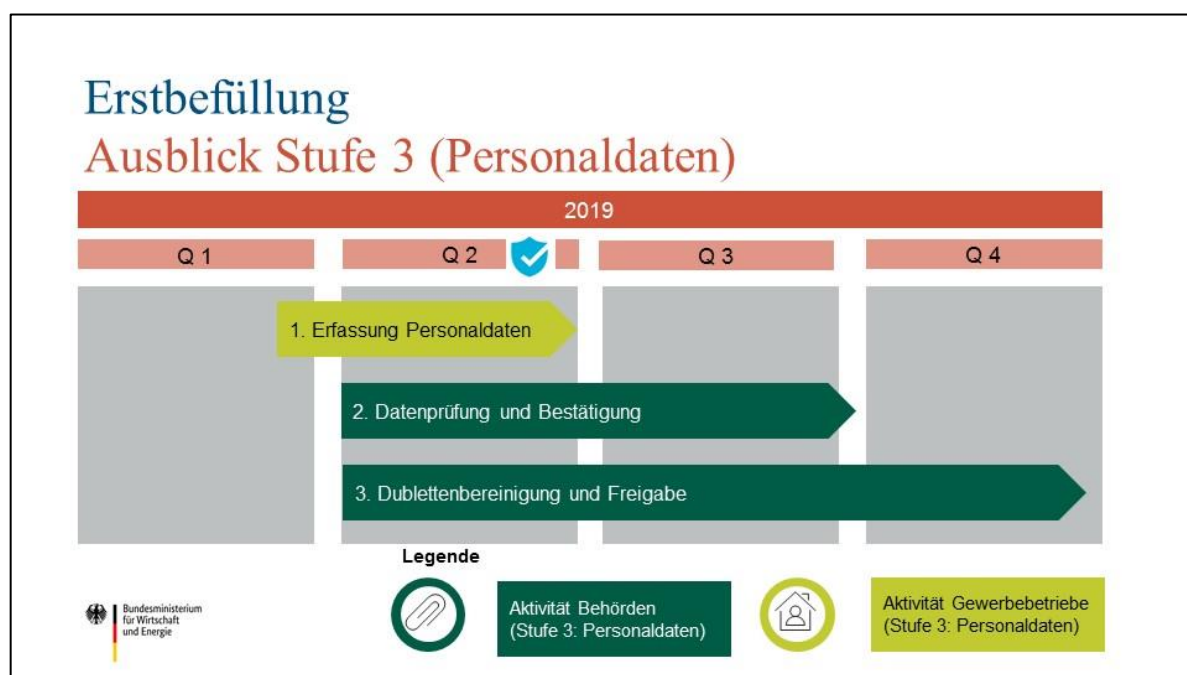 Erstbefüllung
Ausblick Stufe 3 (Personaldaten)
2019
Q 1
Q 2
Q 3
Q 4
1. Erfassung Personaldaten
2. Datenprüfung und Bestätigung
3. Dublettenbereinigung und Freigabe
Legende
Aktivität Behörden
(Stufe 3: Personaldaten)
Aktivität Gewerbebetriebe
(Stufe 3: Personaldaten)
Bundesministerium
für Wirtschaft
und Energie